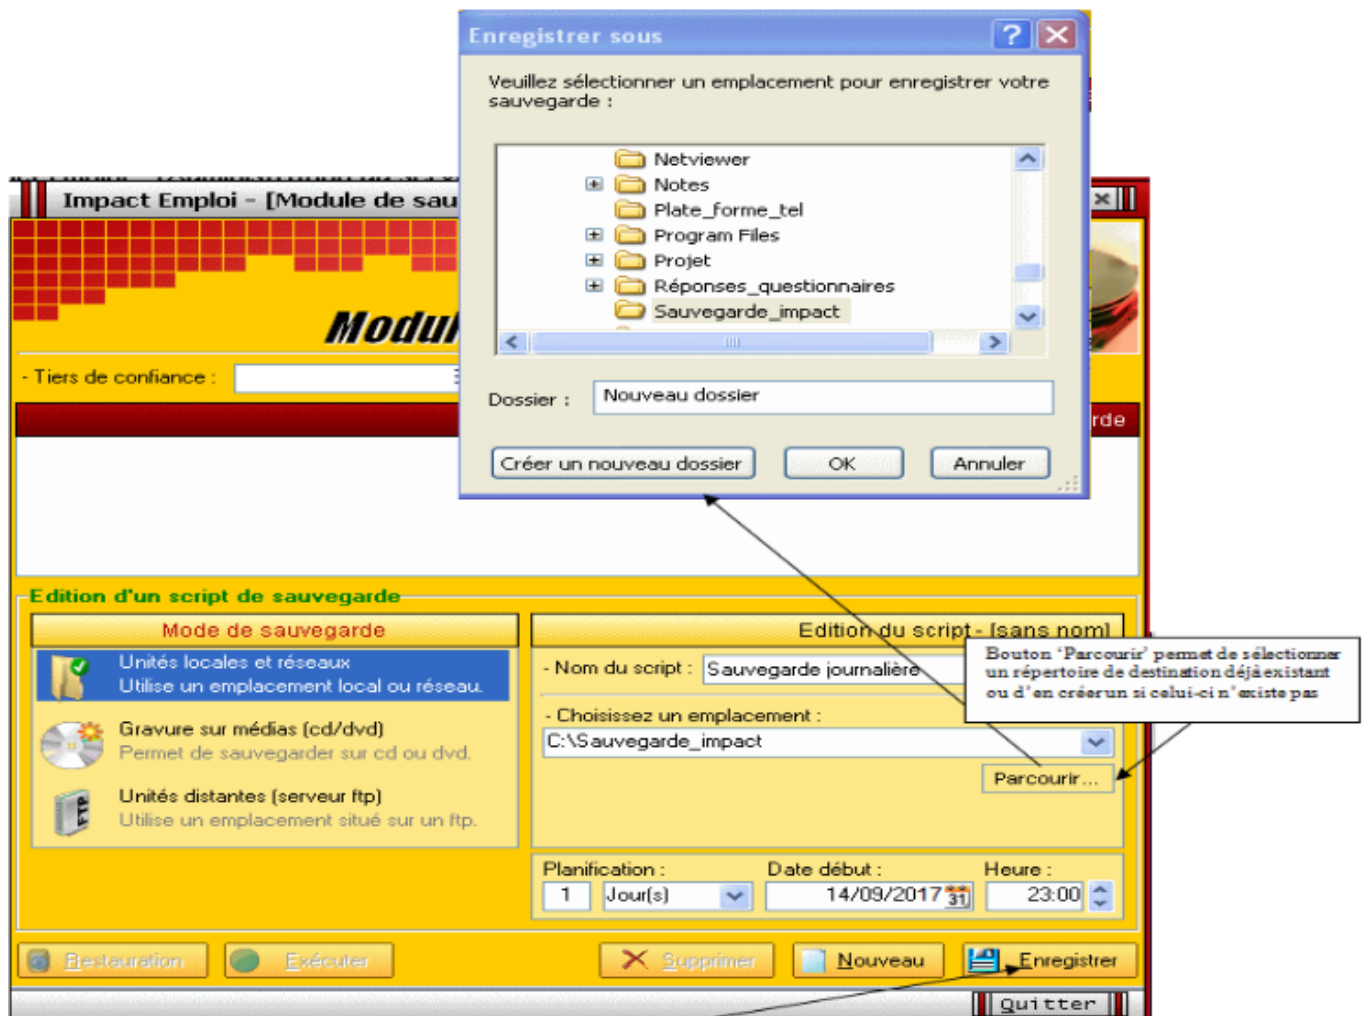 Enregistrer sous
Veuillez sélectionner un emplacement pour enregistrer votre
sauvegarde :
Netviewer
Notes
Plate_forme_tel
Program Files
Projet
Réponses_questionnaires
Sauvegarde_impact
Dossier :
Nouveau dossier
Créer un nouveau dossier
OK
Annuler
Impact Emploi - [Module de sau
Modul
- Tiers de confiance :
rde
Edition d'un script de sauvegarde
Mode de sauvegarde
Unités locales et réseaux
Utilise un emplacement local ou réseau.
Gravure sur médias (cd/dvd)
Permet de sauvegarder sur cd ou dvd.
Unités distantes (serveur ftp)
FTP
Utilise un emplacement situé sur un ftp.
Edition du script - [sans nom]
- Nom du script : Sauvegarde journalière
- Choisissez un emplacement :
C:\Sauvegarde_impact
Parcourir...
Bouton ‘Parcourir’ permet de sélectionner
un répertoire de destination déjà existant
ou d’en créer un si celui-ci n’existe pas
Planification : Date début : Heure :
1 Jour(s) 14/09/2017 31 23:00
Restauration Exécuter Supprimer Nouveau Enregistrer
Quitter